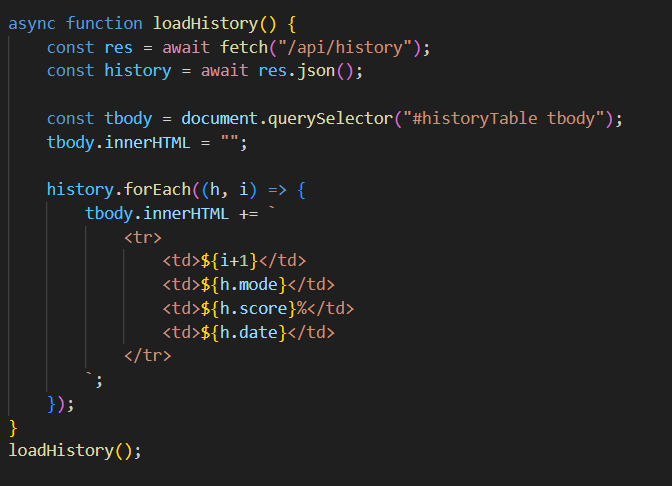 async function loadHistory() {
    const res = await fetch("/api/history");
    const history = await res.json();

    const tbody = document.querySelector("#historyTable tbody");
    tbody.innerHTML = "";

    history.forEach((h, i) => {
        tbody.innerHTML += `
            <tr>
                <td>${i+1}</td>
                <td>${h.mode}</td>
                <td>${h.score}%</td>
                <td>${h.date}</td>
            </tr>
        `;
    });
}
loadHistory();